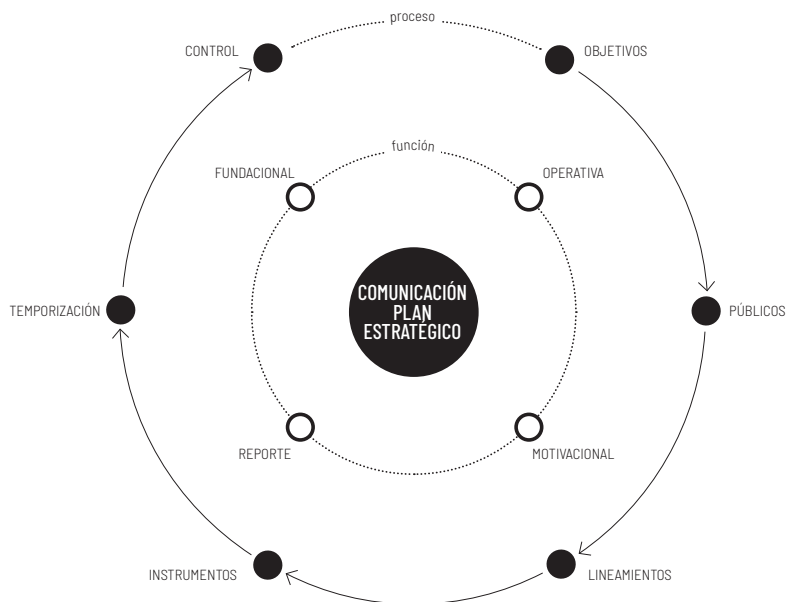 proceso
CONTROL
OBJETIVOS
función
FUNDACIONAL
OPERATIVA
COMUNICACIÓN
PLAN
ESTRATÉGICO
TEMPORIZACIÓN
PÚBLICOS
REPORTE
MOTIVACIONAL
INSTRUMENTOS
LINEAMIENTOS